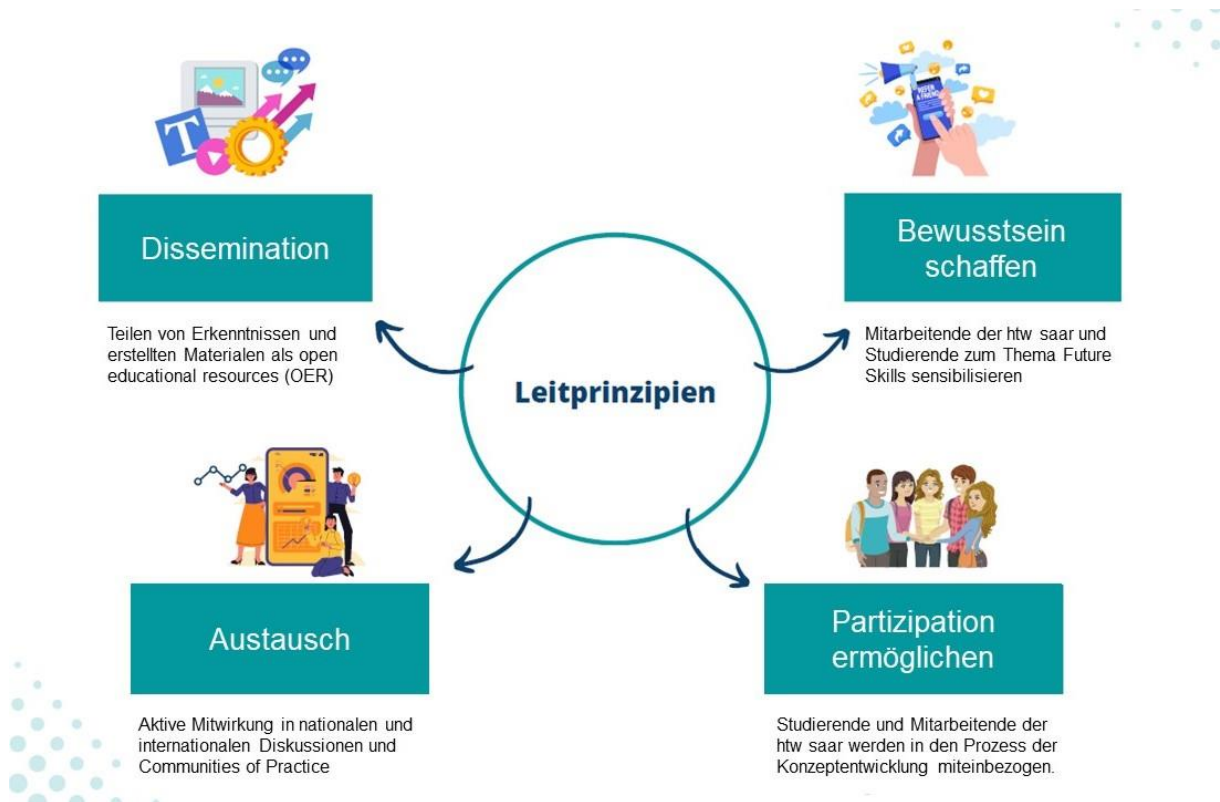 Dissemination
Teilen von Erkenntnissen und
erstellten Materialen als open
educational resources (OER)
REFER
A FRIEND
Bewusstsein
schaffen
Mitarbeitende der htw saar und
Studierende zum Thema Future
Skills sensibilisieren
Leitprinzipien
T
Austausch
Aktive Mitwirkung in nationalen und
internationalen Diskussionen und
Communities of Practice
Partizipation
ermöglichen
Studierende und Mitarbeitende der
htw saar werden in den Prozess der
Konzeptentwicklung miteinbezogen.